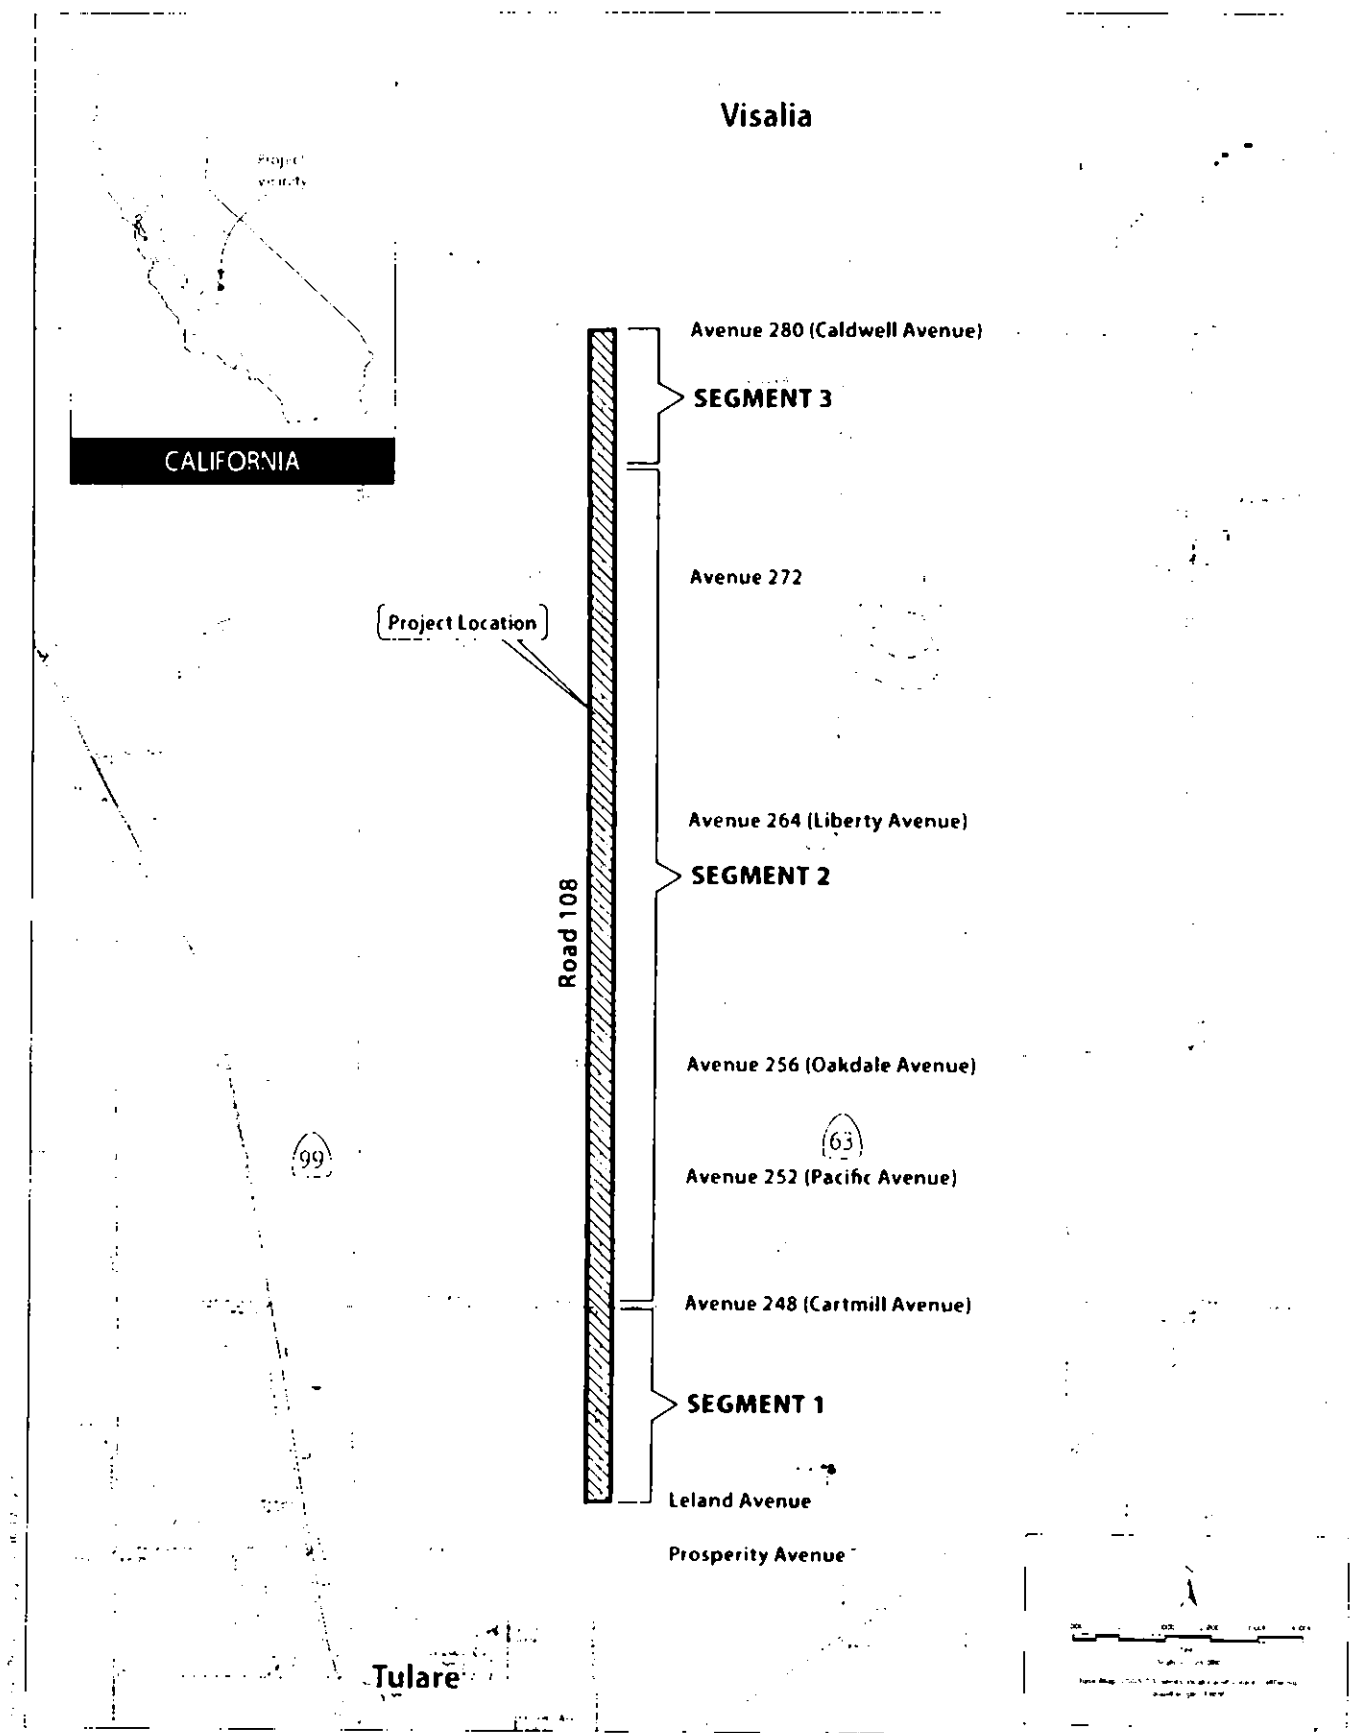 Visalia
Project
vicinity
CALIFORNIA
Avenue 280 (Caldwell Avenue)
SEGMENT 3
Avenue 272
Project Location
Avenue 264 (Liberty Avenue)
SEGMENT 2
Road 108
Avenue 256 (Oakdale Avenue)
63
99
Avenue 252 (Pacific Avenue)
Avenue 248 (Cartmill Avenue)
SEGMENT 1
Leland Avenue
Prosperity Avenue
Tulare